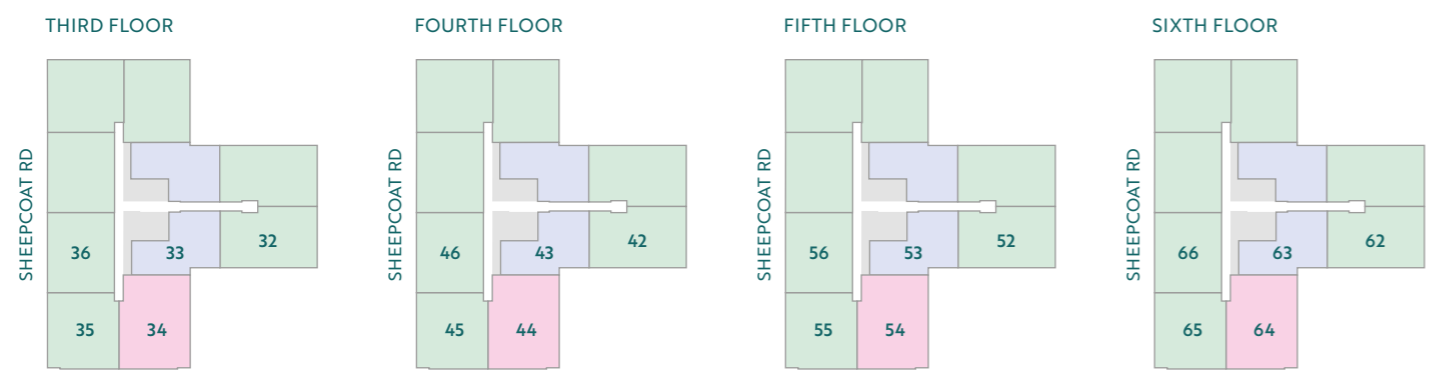 THIRD FLOOR
SHEEPCOAT RD
36
33
32
35
34
FOURTH FLOOR
SHEEPCOAT RD
46
43
42
45
44
FIFTH FLOOR
SHEEPCOAT RD
56
53
52
55
54
SIXTH FLOOR
SHEEPCOAT RD
66
63
62
65
64